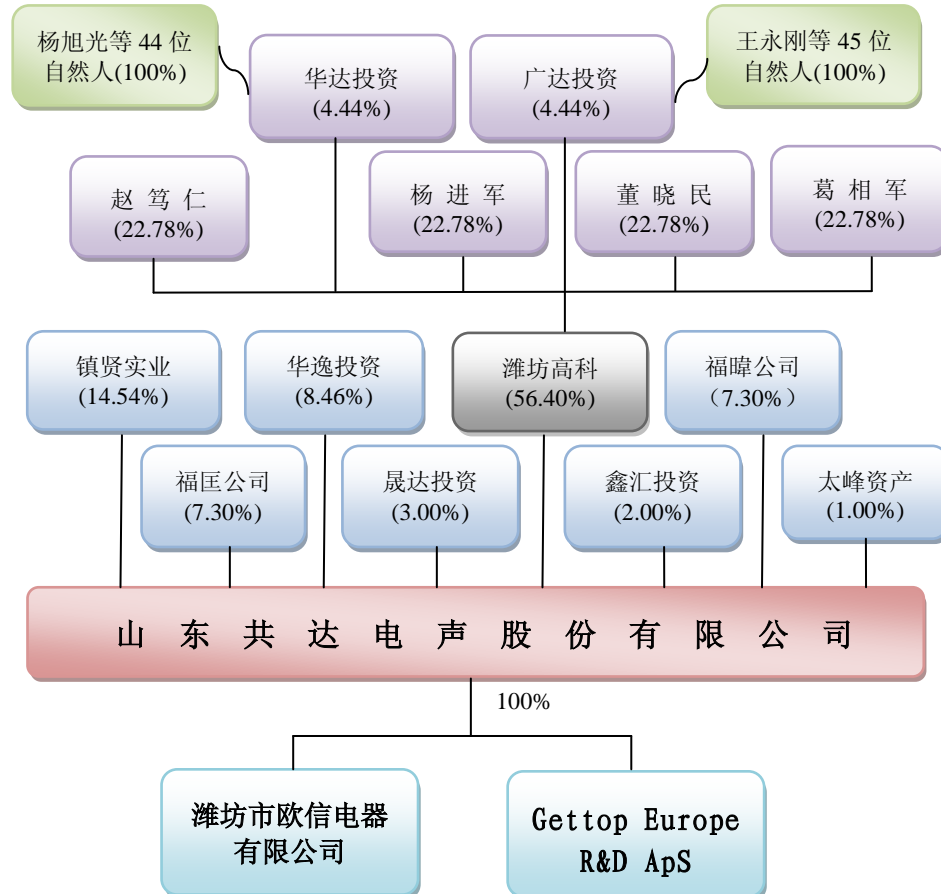 杨旭光等 44 位
自然人(100%)
华达投资
(4.44%)
广达投资
(4.44%)
王永刚等 45 位
自然人(100%)
赵 笃 仁
(22.78%)
杨 进 军
(22.78%)
董 晓 民
(22.78%)
葛 相 军
(22.78%)
镇贤实业
(14.54%)
华逸投资
(8.46%)
潍坊高科
(56.40%)
福暐公司
（7.30%）
福匡公司
(7.30%)
晟达投资
(3.00%)
鑫汇投资
(2.00%)
太峰资产
(1.00%)
山 东 共 达 电 声 股 份 有 限 公 司
100%
潍坊市欧信电器
有限公司
Gettop Europe
R&D ApS